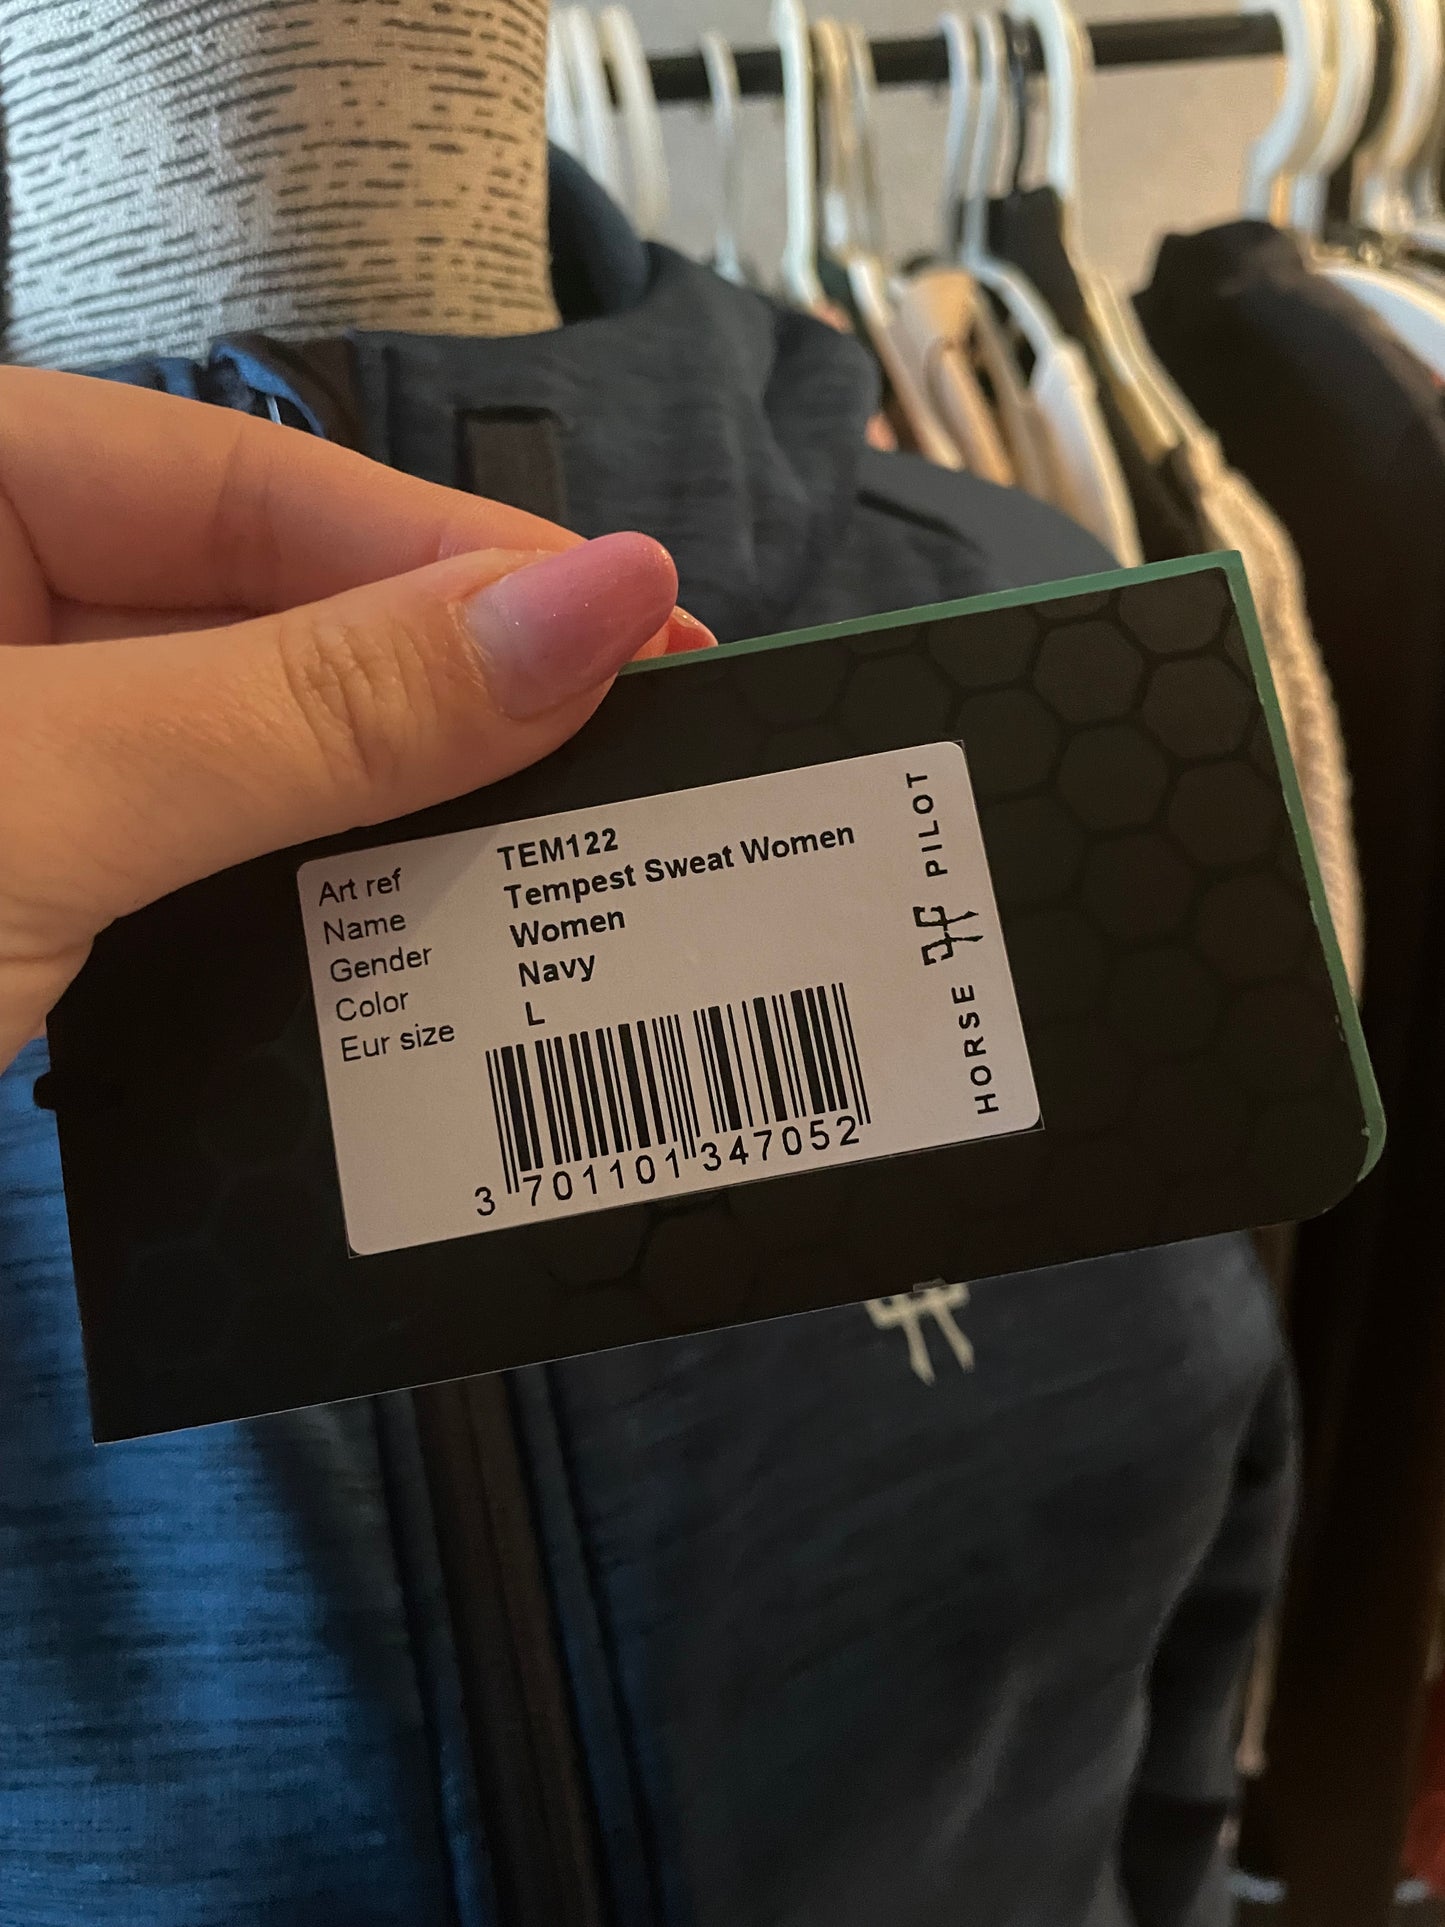 Art ref TEM122
Name Tempest Sweat Women
Gender Women
Color Navy
Eur size L
3 701101 347052
HORSE PILOT